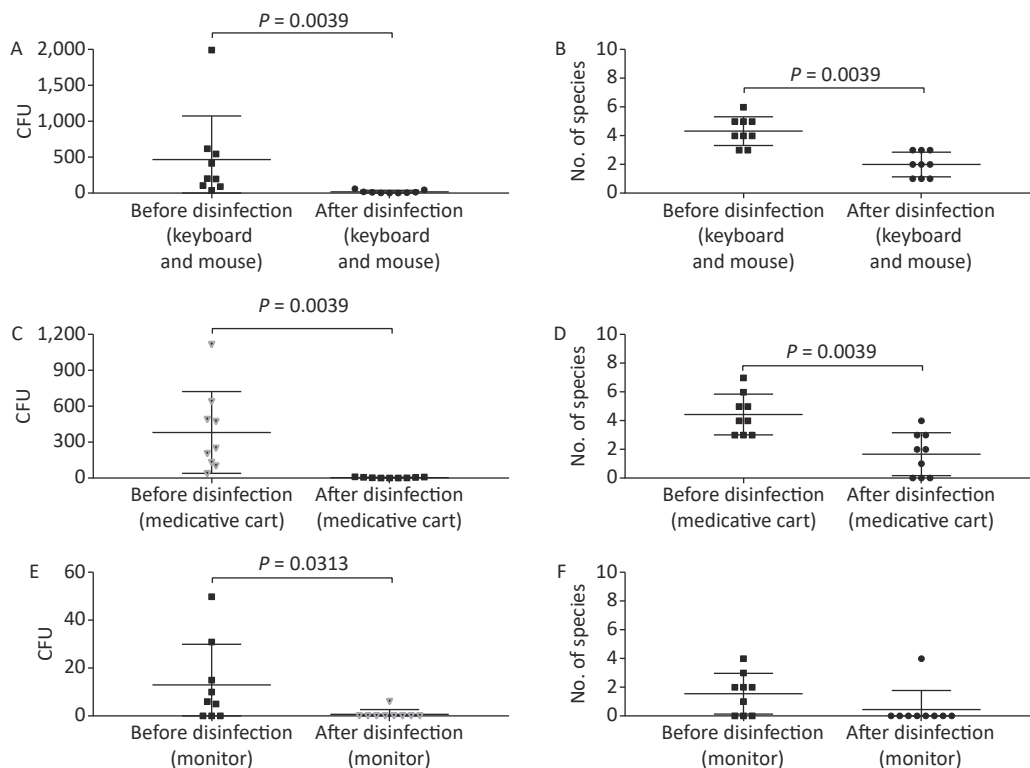 A
P = 0.0039
CFU
2,000
1,500
1,000
500
0
Before disinfection
(keyboard
and mouse)
After disinfection
(keyboard
and mouse)
B
P = 0.0039
No. of species
10
8
6
4
2
0
Before disinfection
(keyboard
and mouse)
After disinfection
(keyboard
and mouse)
C
P = 0.0039
CFU
1,200
900
600
300
0
Before disinfection
(medicative cart)
After disinfection
(medicative cart)
D
P = 0.0039
No. of species
10
8
6
4
2
0
Before disinfection
(medicative cart)
After disinfection
(medicative cart)
E
P = 0.0313
CFU
60
40
20
0
Before disinfection
(monitor)
After disinfection
(monitor)
F
No. of species
10
8
6
4
2
0
Before disinfection
(monitor)
After disinfection
(monitor)